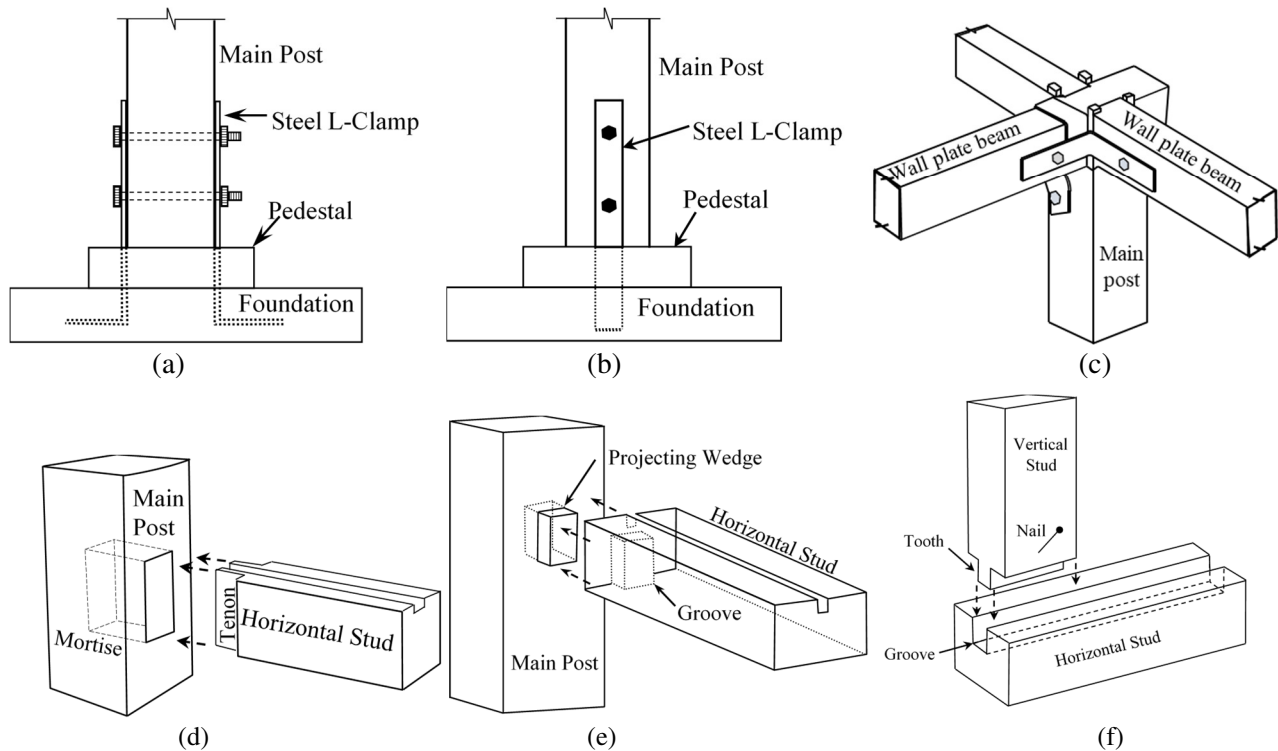 Main Post
Steel L-Clamp
Pedestal
Foundation
(a)
Main Post
Steel L-Clamp
Pedestal
Foundation
(b)
Wall plate beam
Wall plate beam
Main
post
(c)
Main
Post
Mortise
Tenon
Horizontal Stud
(d)
Projecting Wedge
Horizontal Stud
Groove
Main Post
(e)
Vertical
Stud
Nail
Tooth
Groove
Horizontal Stud
(f)